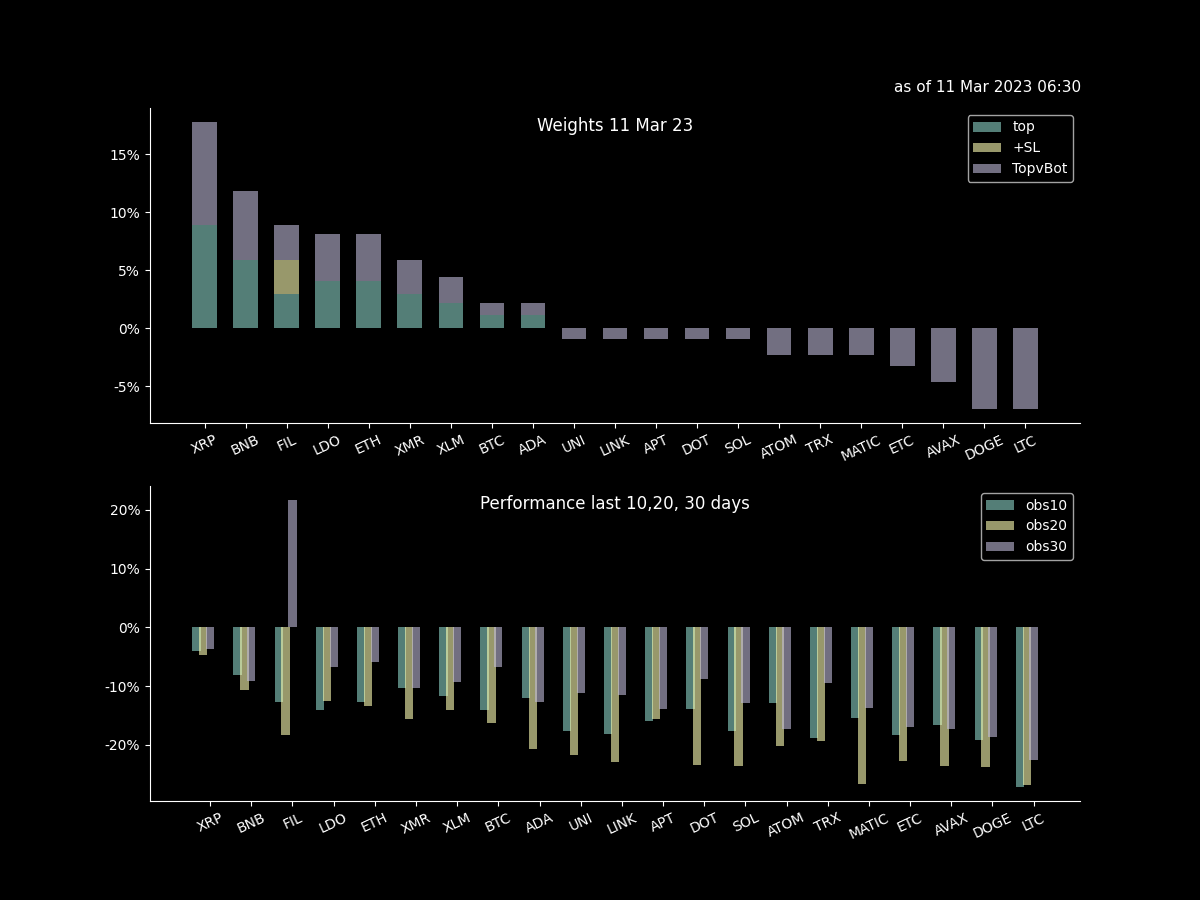 as of 11 Mar 2023 06:30
Weights 11 Mar 23
top
+SL
TopvBot
15%
10%
5%
0%
-5%
XRP BNB FIL LDO ETH XMR XLM BTC ADA UNI LINK APT DOT SOL ATOM TRX MATIC ETC AVAX DOGE LTC
Performance last 10,20, 30 days
obs10
obs20
obs30
20%
10%
0%
-10%
-20%
XRP BNB FIL LDO ETH XMR XLM BTC ADA UNI LINK APT DOT SOL ATOM TRX MATIC ETC AVAX DOGE LTC